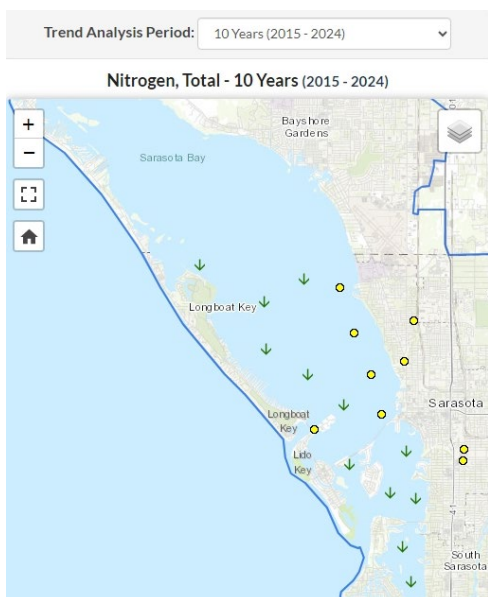 Trend Analysis Period: 10 Years (2015 - 2024)
Nitrogen, Total - 10 Years (2015 - 2024)
+
−
Bayshore
Gardens
Sarasota Bay
Longboat Key
Sarasota
Longboat
Key
Lido
Key
41
South
Sarasota